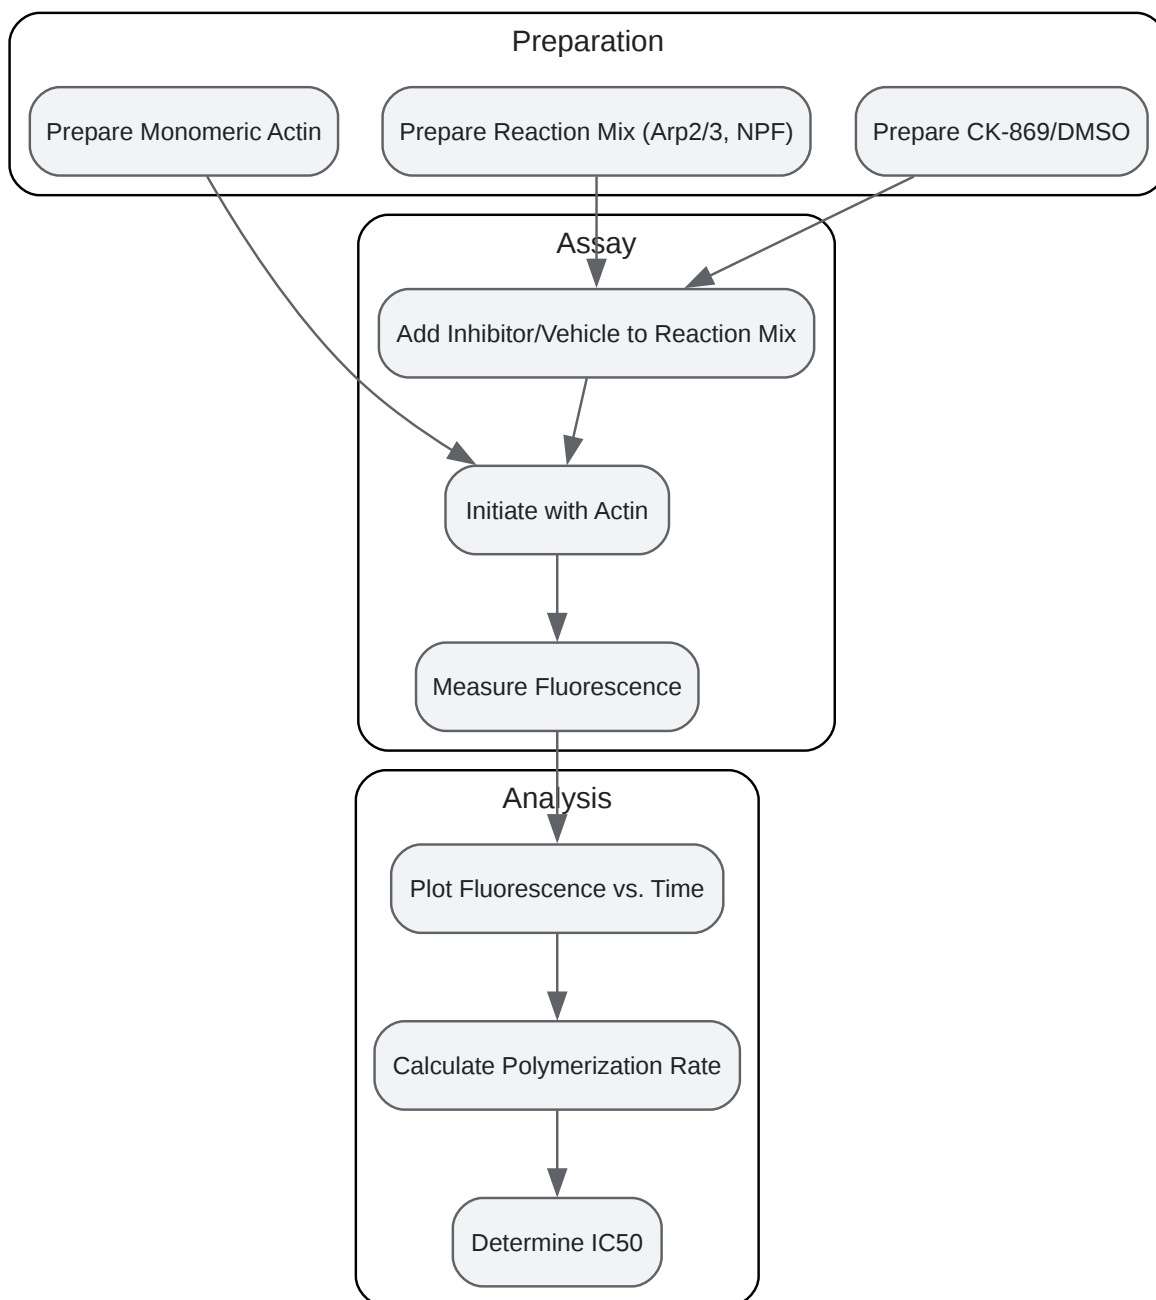 Preparation
Prepare Monomeric Actin
Prepare Reaction Mix (Arp2/3, NPF)
Prepare CK-869/DMSO
Assay
Add Inhibitor/Vehicle to Reaction Mix
Initiate with Actin
Measure Fluorescence
Analysis
Plot Fluorescence vs. Time
Calculate Polymerization Rate
Determine IC50